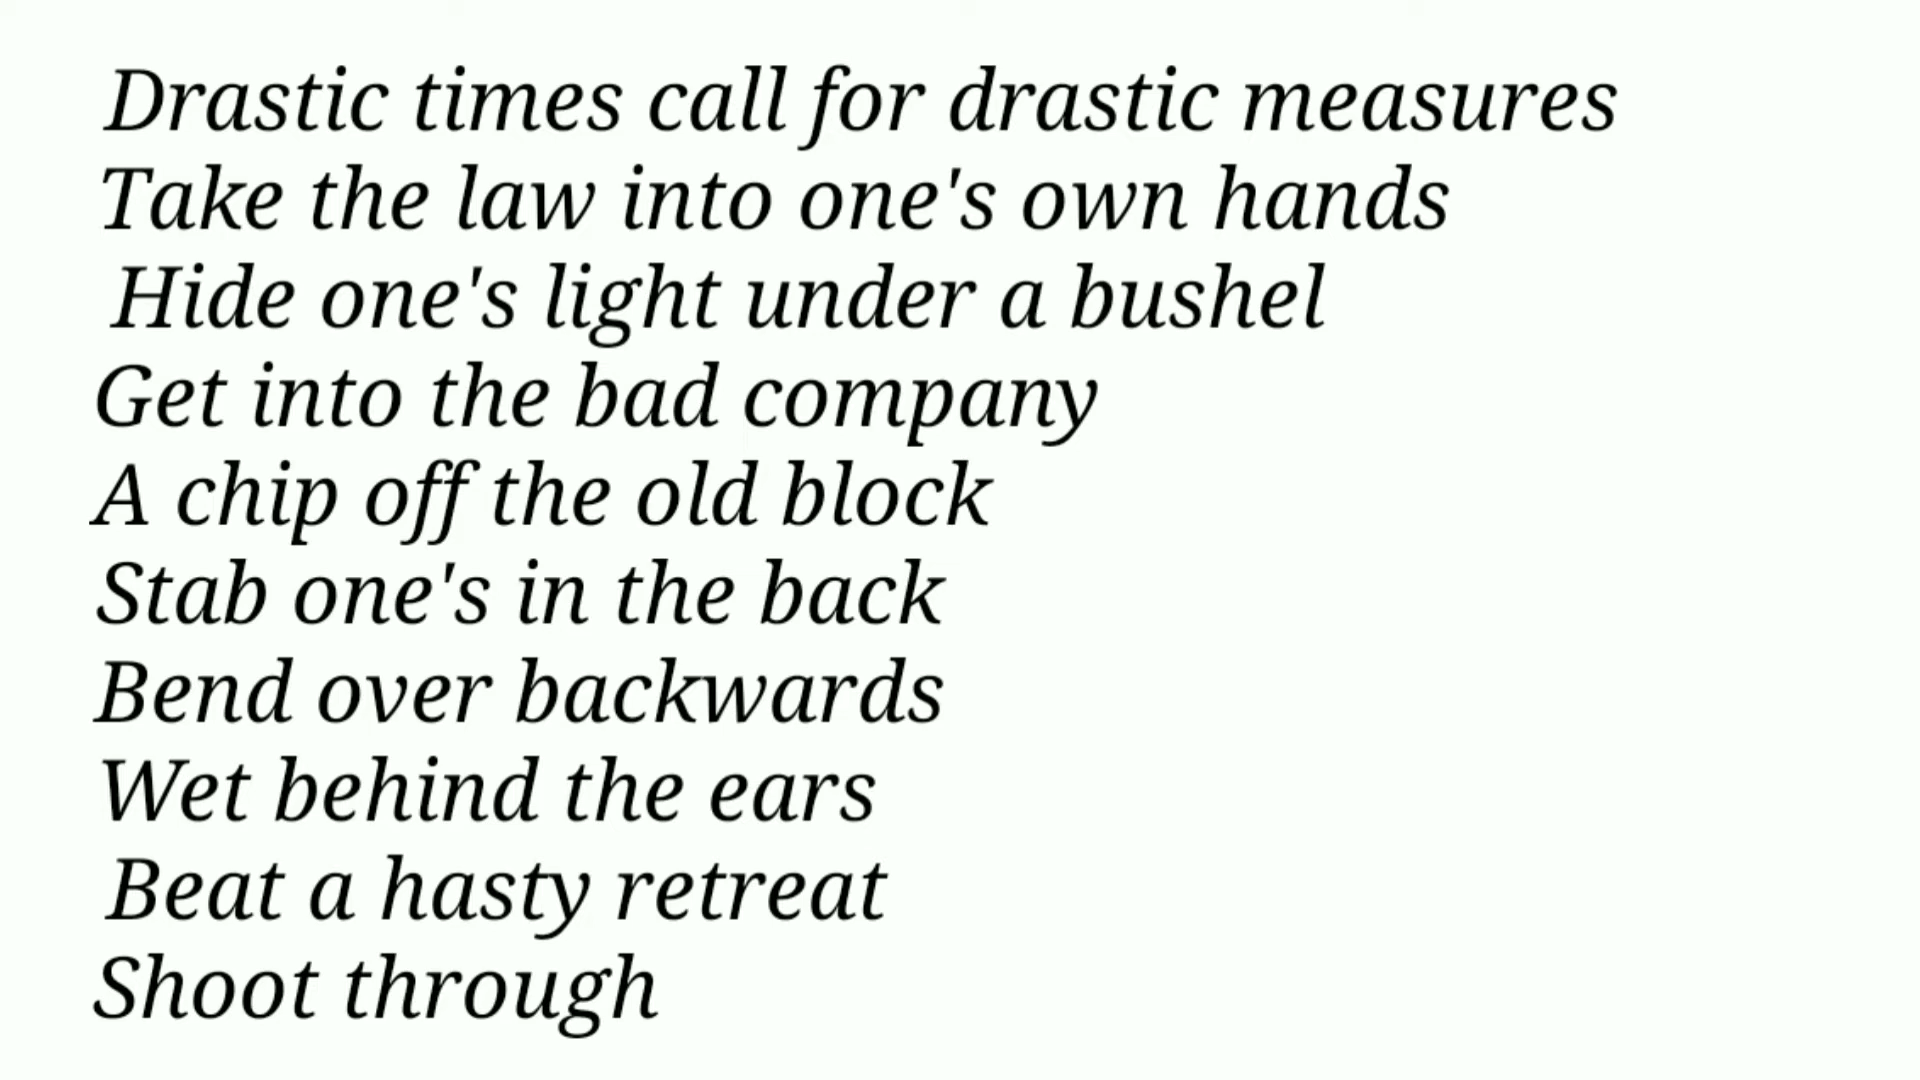 Drastic times call for drastic measures
Take the law into one's own hands
Hide one's light under a bushel
Get into the bad company
A chip off the old block
Stab one's in the back
Bend over backwards
Wet behind the ears
Beat a hasty retreat
Shoot through